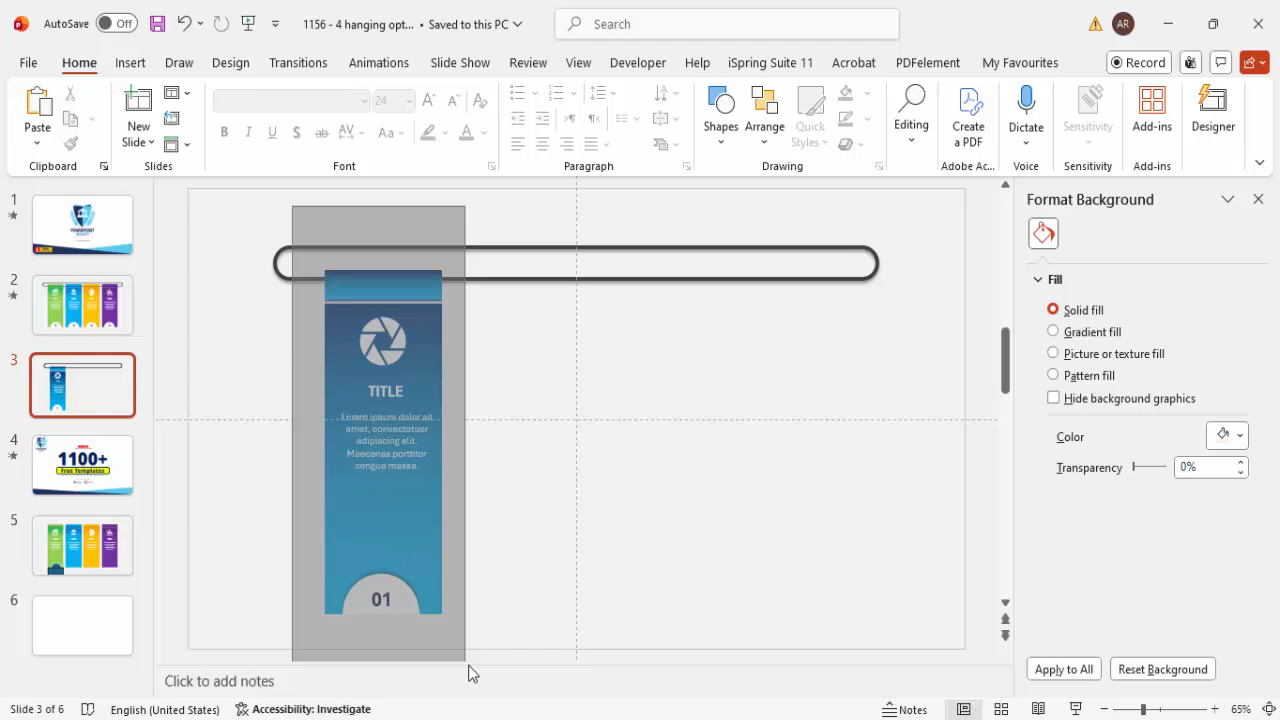 AutoSave Off 1156 - 4 hanging opt... • Saved to this PC Search AR
File Home Insert Draw Design Transitions Animations Slide Show Review View Developer Help iSpring Suite 11 Acrobat PDFelement My Favourites Record
Paste
New Slide
24
B I U S ab AV Aa A
Shapes Arrange Quick Styles
Editing
Create a PDF
Dictate
Sensitivity
Add-ins
Designer
Clipboard Slides Font Paragraph Drawing Adobe Ac... Voice Sensitivity Add-ins
1
2
3
4
1100+
Free Templates
5
6
TITLE
Lorem ipsum dolor sit
amet, consectetuer
adipiscing elit.
Maecenas porttitor
congue massa.
01
Format Background
Fill
Solid fill
Gradient fill
Picture or texture fill
Pattern fill
Hide background graphics
Color
Transparency 0%
Apply to All Reset Background
Click to add notes
Slide 3 of 6 English (United States) Accessibility: Investigate Notes 65%